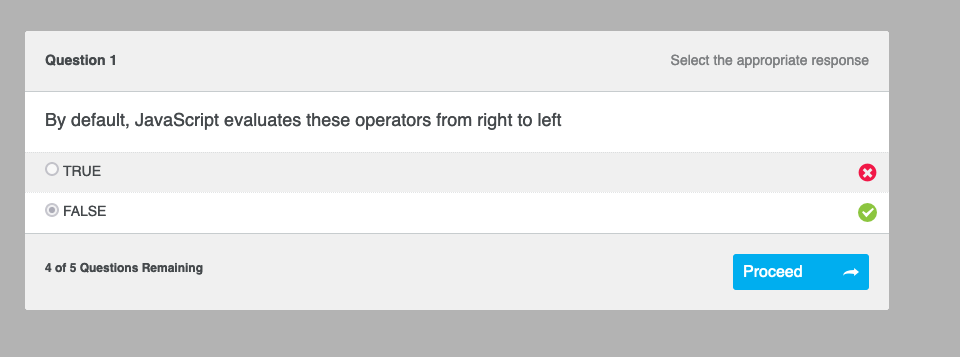 Question 1
Select the appropriate response
By default, JavaScript evaluates these operators from right to left
TRUE
FALSE
4 of 5 Questions Remaining
Proceed